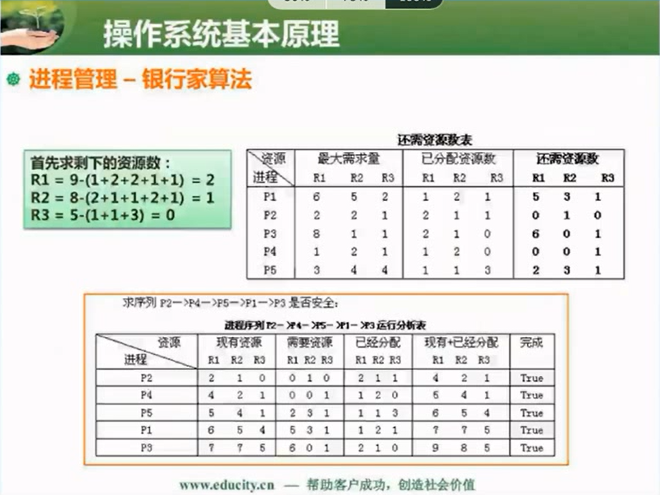 操作系统基本原理
进程管理 – 银行家算法
首先求剩下的资源数：
R1 = 9-(1+2+2+1+1) = 2
R2 = 8-(2+1+1+2+1) = 1
R3 = 5-(1+1+3) = 0
还需资源数表
资源 最大需求量 已分配资源数 还需资源数
进程 R1 R2 R3 R1 R2 R3 R1 R2 R3
P1 6 5 2 1 2 1 5 3 1
P2 2 2 1 2 1 1 0 1 0
P3 8 1 1 2 1 0 6 0 1
P4 1 2 1 1 2 0 0 0 1
P5 3 4 4 1 1 3 2 3 1
求序列 P2—>P4—>P5—>P1—>P3 是否安全:
进程序列 P2—>P4—>P5—>P1—>P3 运行分析表
资源 现有资源 需要资源 已经分配 现有+已经分配 完成
进程 R1 R2 R3 R1 R2 R3 R1 R2 R3 R1 R2 R3
P2 2 1 0 0 1 0 2 1 1 4 2 1 True
P4 4 2 1 0 0 1 1 2 0 5 4 1 True
P5 5 4 1 2 3 1 1 1 3 6 5 4 True
P1 6 5 4 5 3 1 1 2 1 7 7 5 True
P3 7 7 5 6 0 1 2 1 0 9 8 5 True
www.educity.cn — 帮助客户成功，创造社会价值